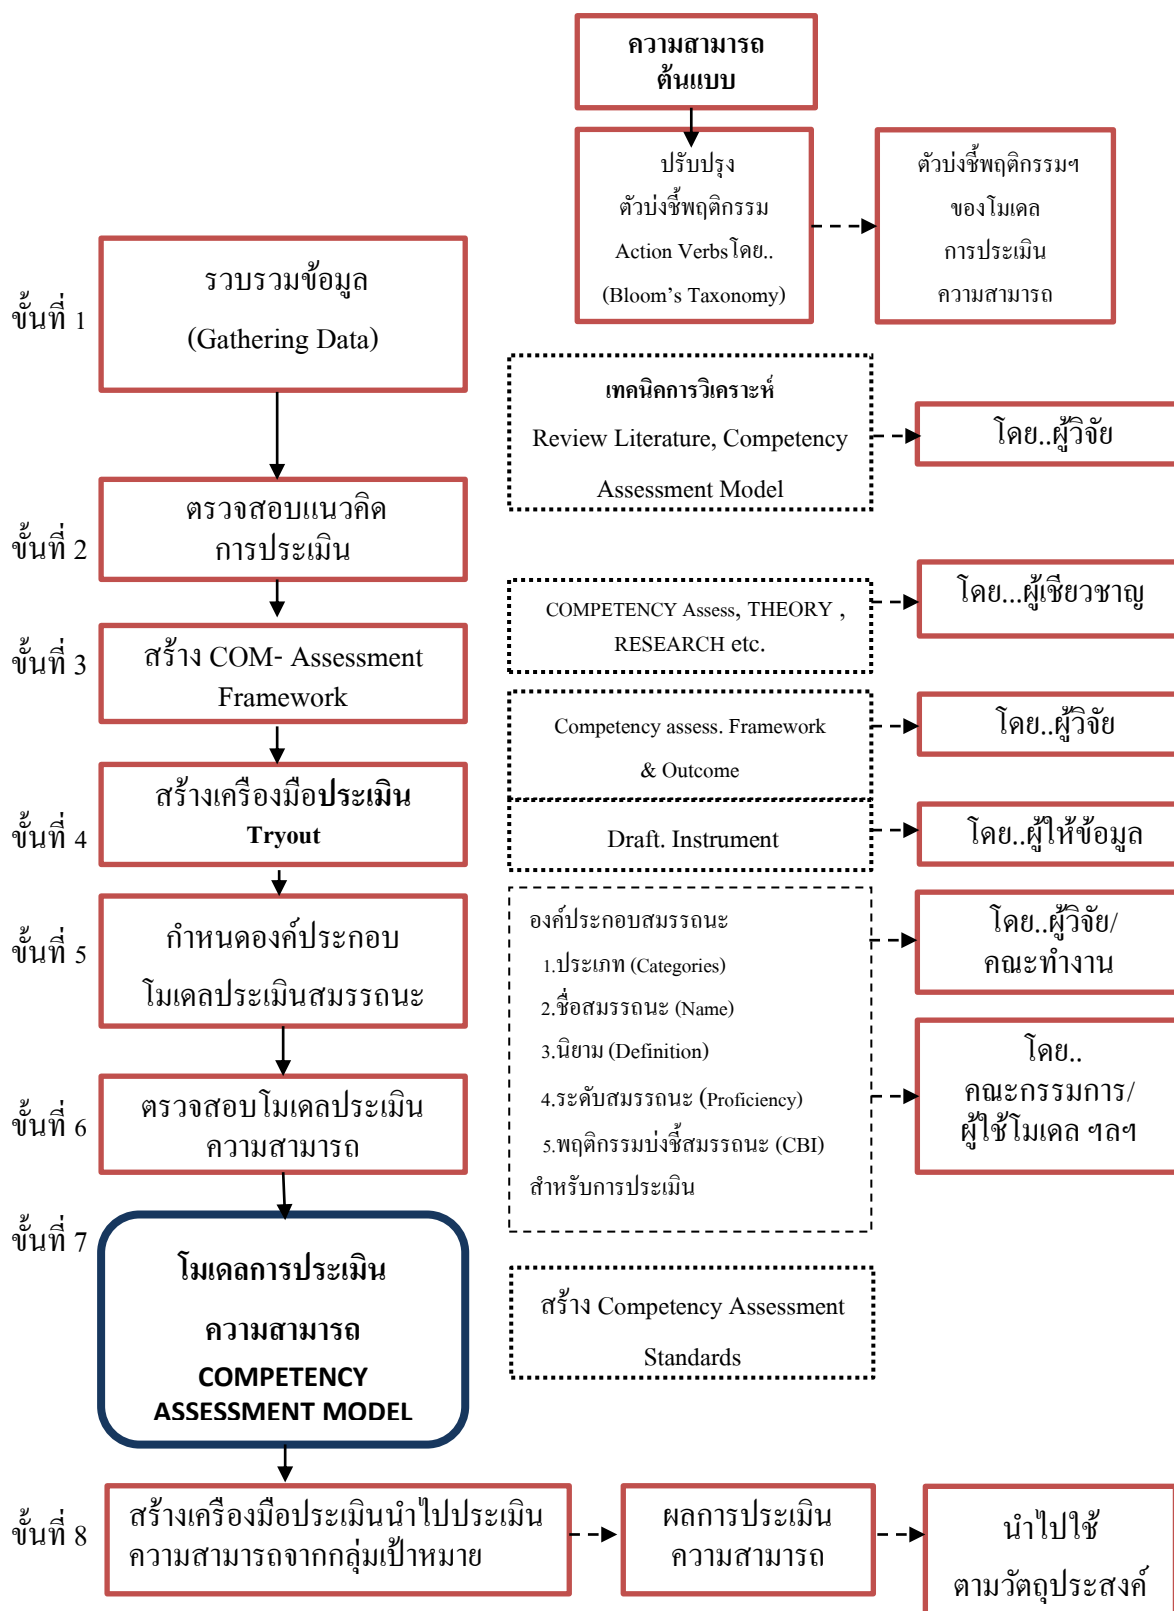 ความสามารถ
ต้นแบบ
ปรับปรุง
ตัวบ่งชี้พฤติกรรม
Action Verbsโดย..
(Bloom’s Taxonomy)
ตัวบ่งชี้พฤติกรรมฯ
ของโมเดล
การประเมิน
ความสามารถ
ขั้นที่ 1
รวบรวมข้อมูล
(Gathering Data)
เทคนิคการวิเคราะห์
Review Literature, Competency
Assessment Model
โดย..ผู้วิจัย
ขั้นที่ 2
ตรวจสอบแนวคิด
การประเมิน
COMPETENCY Assess, THEORY ,
RESEARCH etc.
โดย...ผู้เชียวชาญ
ขั้นที่ 3
สร้าง COM- Assessment
Framework
Competency assess. Framework
& Outcome
โดย..ผู้วิจัย
ขั้นที่ 4
สร้างเครื่องมือประเมิน
Tryout
Draft. Instrument
โดย..ผู้ให้ข้อมูล
ขั้นที่ 5
กำหนดองค์ประกอบ
โมเดลประเมินสมรรถนะ
องค์ประกอบสมรรถนะ
1.ประเภท (Categories)
2.ชื่อสมรรถนะ (Name)
3.นิยาม (Definition)
4.ระดับสมรรถนะ (Proficiency)
5.พฤติกรรมบ่งชี้สมรรถนะ (CBI)
สำหรับการประเมิน
โดย..ผู้วิจัย/
คณะทำงาน
ขั้นที่ 6
ตรวจสอบโมเดลประเมิน
ความสามารถ
โดย..
คณะกรรมการ/
ผู้ใช้โมเดล ฯลฯ
ขั้นที่ 7
โมเดลการประเมิน
ความสามารถ
COMPETENCY
ASSESSMENT MODEL
สร้าง Competency Assessment
Standards
ขั้นที่ 8
สร้างเครื่องมือประเมินนำไปประเมิน
ความสามารถจากกลุ่มเป้าหมาย
ผลการประเมิน
ความสามารถ
นำไปใช้
ตามวัตถุประสงค์